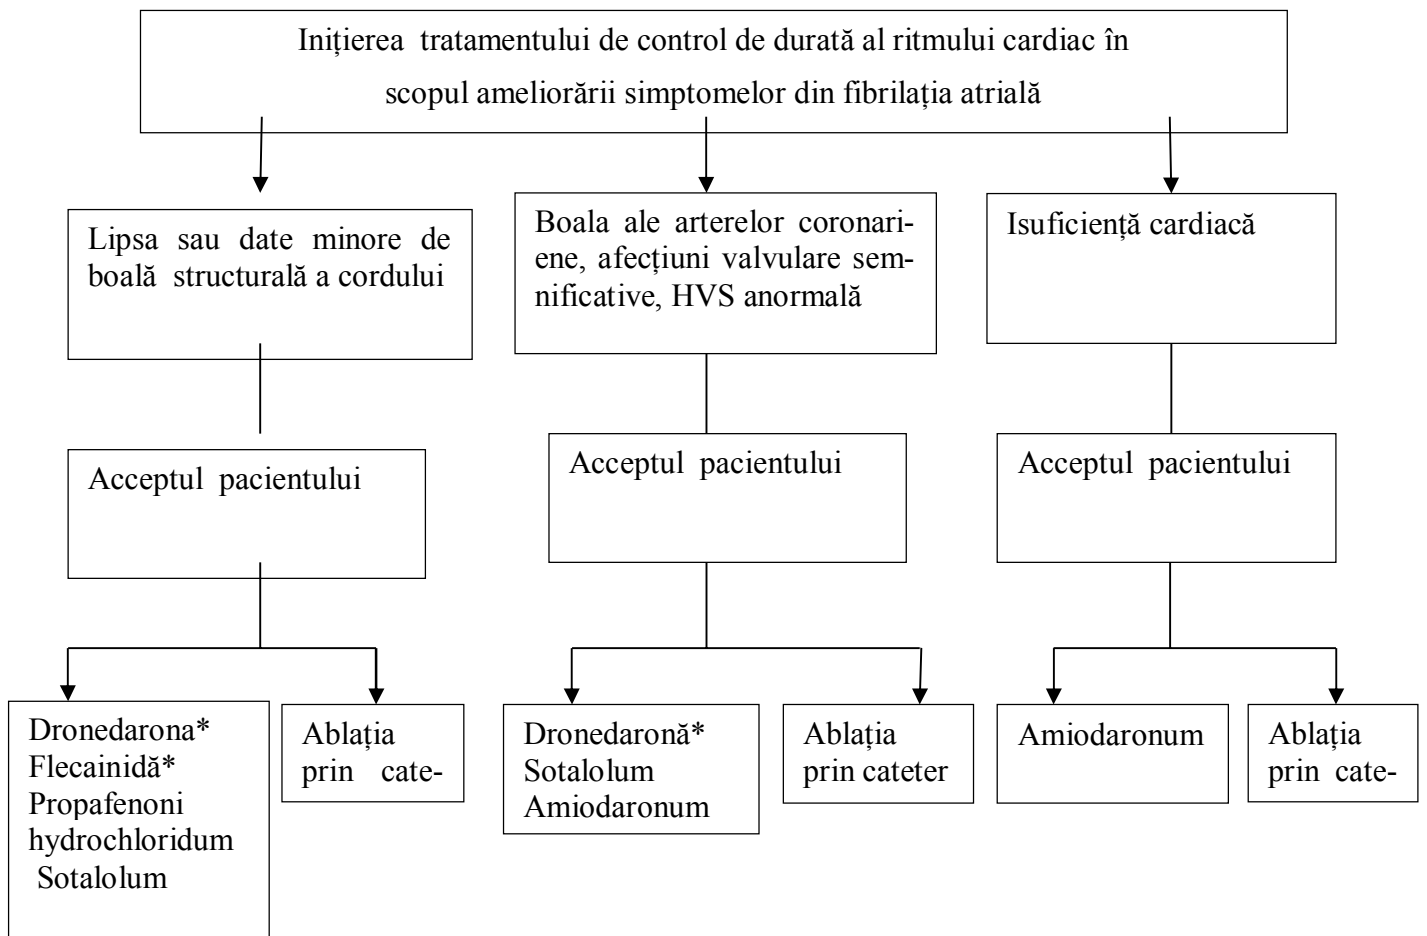 Inițierea tratamentului de control de durată al ritmului cardiac în
scopul ameliorării simptomelor din fibrilația atrială
Lipsa sau date minore de
boală structurală a cordului
Boala ale arterelor coronari-
ene, afecțiuni valvulare sem-
nificative, HVS anormală
Isuficiență cardiacă
Acceptul pacientului
Acceptul pacientului
Acceptul pacientului
Dronedarona*
Flecainidă*
Propafenoni
hydrochloridum
Sotalolum
Ablația
prin cate-
Dronedaronă*
Sotalolum
Amiodaronum
Ablația
prin cateter
Amiodaronum
Ablația
prin cate-